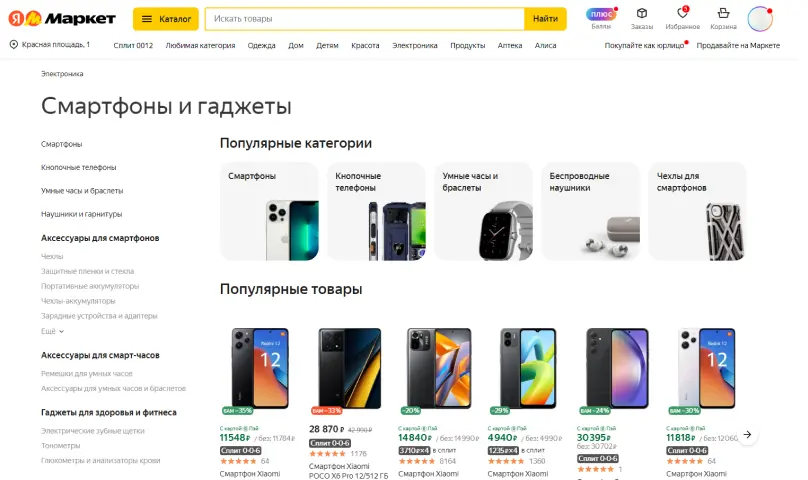 Я М Маркет
Каталог
Искать товары
Найти
ПЛЮС
Баллы
Заказы
3
Избранное
Корзина
Красная площадь, 1
Сплит 0012
Любимая категория
Одежда
Дом
Детям
Красота
Электроника
Продукты
Аптека
Алиса
Покупайте как юрлицо
Продавайте на Маркете
Электроника
Смартфоны и гаджеты
Смартфоны
Кнопочные телефоны
Умные часы и браслеты
Наушники и гарнитуры
Аксессуары для смартфонов
Чехлы
Защитные пленки и стекла
Портативные аккумуляторы
Чехлы-аккумуляторы
Зарядные устройства и адаптеры
Ещё
Аксессуары для смарт-часов
Ремешки для умных часов
Аксессуары для умных часов и браслетов
Гаджеты для здоровья и фитнеса
Электрические зубные щетки
Тонометры
Глюкометры и анализаторы крови
Популярные категории
Смартфоны
Кнопочные
телефоны
Умные часы и
браслеты
Беспроводные
наушники
Чехлы для
смартфонов
Популярные товары
Redmi 12
12
ВАМ −35%
С картой Пэй
11548 ₽ / без: 11784 ₽
Сплит 0-0-6
64
Смартфон Xiaomi
ВАМ −33%
28 870 ₽ 42 990 ₽
Сплит 0-0-6
1176
Смартфон Xiaomi
POCO X6 Pro 12/512 ГБ
−20%
С картой Пэй
14840 ₽ / без: 14990 ₽
3710₽×4 в сплит
8164
Смартфон Xiaomi
−29%
С картой Пэй
4940 ₽ / без: 4990 ₽
1235₽×4 в сплит
1360
Смартфон Xiaomi
ВАМ −24%
С картой Пэй
30395 ₽
без: 30702 ₽
Сплит 0-0-6
1
Redmi 12
12
ВАМ −30%
С картой Пэй
11818 ₽ / без: 12060
Сплит 0-0-6
64
Смартфон Xiaomi